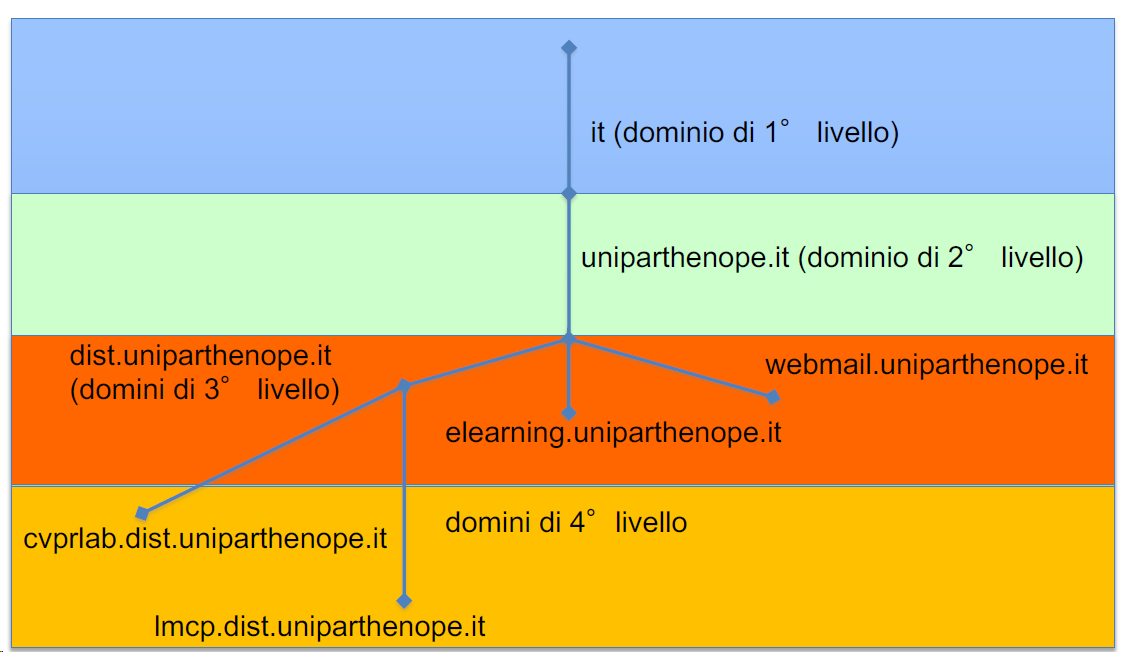 it (dominio di 1° livello)
uniparthenope.it (dominio di 2° livello)
dist.uniparthenope.it
(domini di 3° livello)
webmail.uniparthenope.it
elearning.uniparthenope.it
domini di 4° livello
cvprlab.dist.uniparthenope.it
lmcp.dist.uniparthenope.it